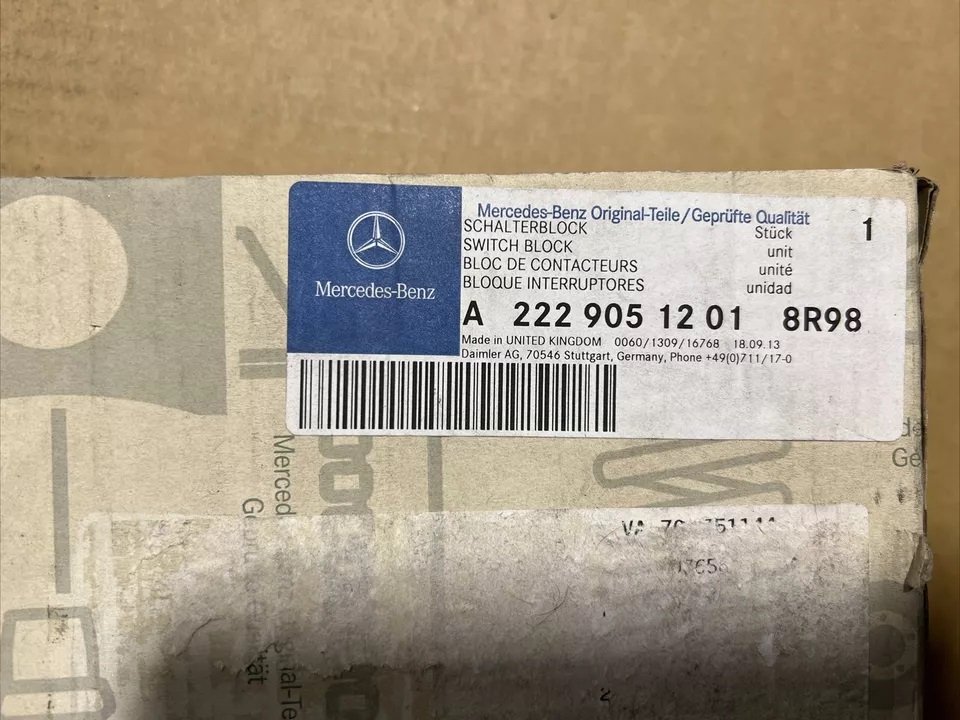 Mercedes-Benz
Mercedes-Benz Original-Teile/Geprüfte Qualität
SCHALTERBLOCK
SWITCH BLOCK
BLOC DE CONTACTEURS
BLOQUE INTERRUPTORES
Stück
unit
unité
unidad
1
A 222 905 12 01 8R98
Made in UNITED KINGDOM 0060/1309/16768 18.09.13
Daimler AG, 70546 Stuttgart, Germany, Phone +49(0)711/17-0
VA
2